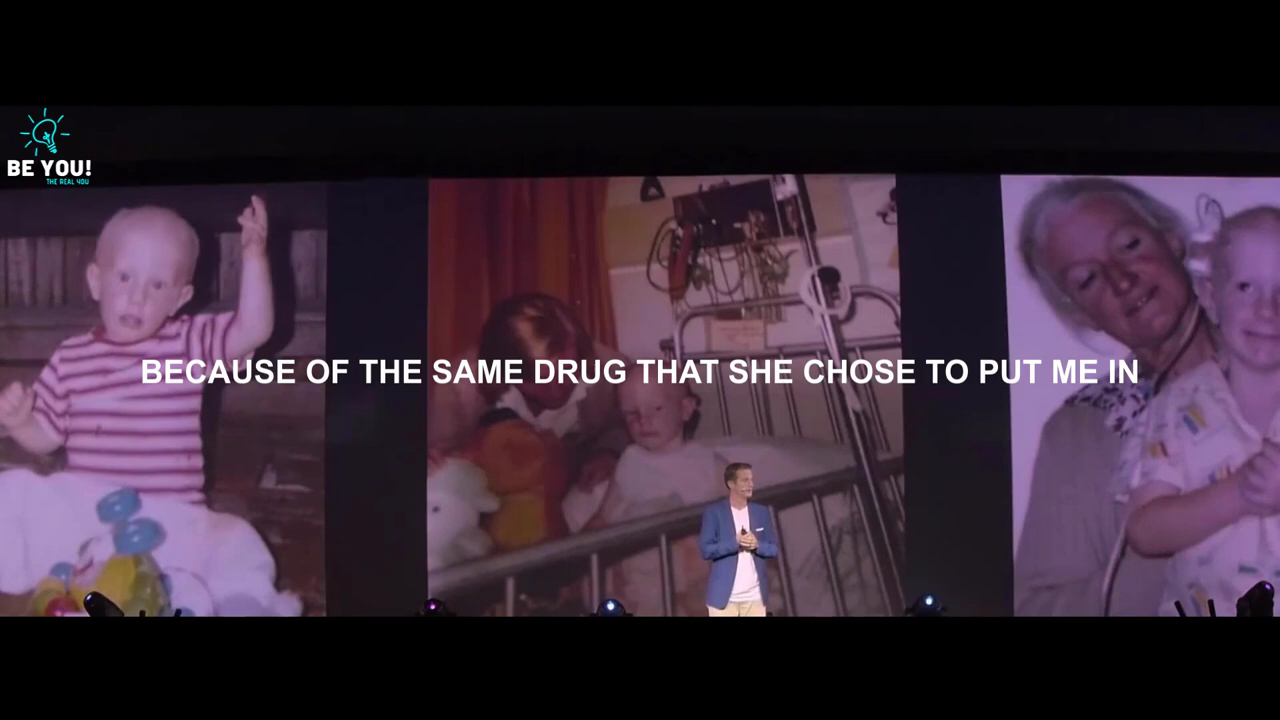 BE YOU!
THE REAL YOU
BECAUSE OF THE SAME DRUG THAT SHE CHOSE TO PUT ME IN